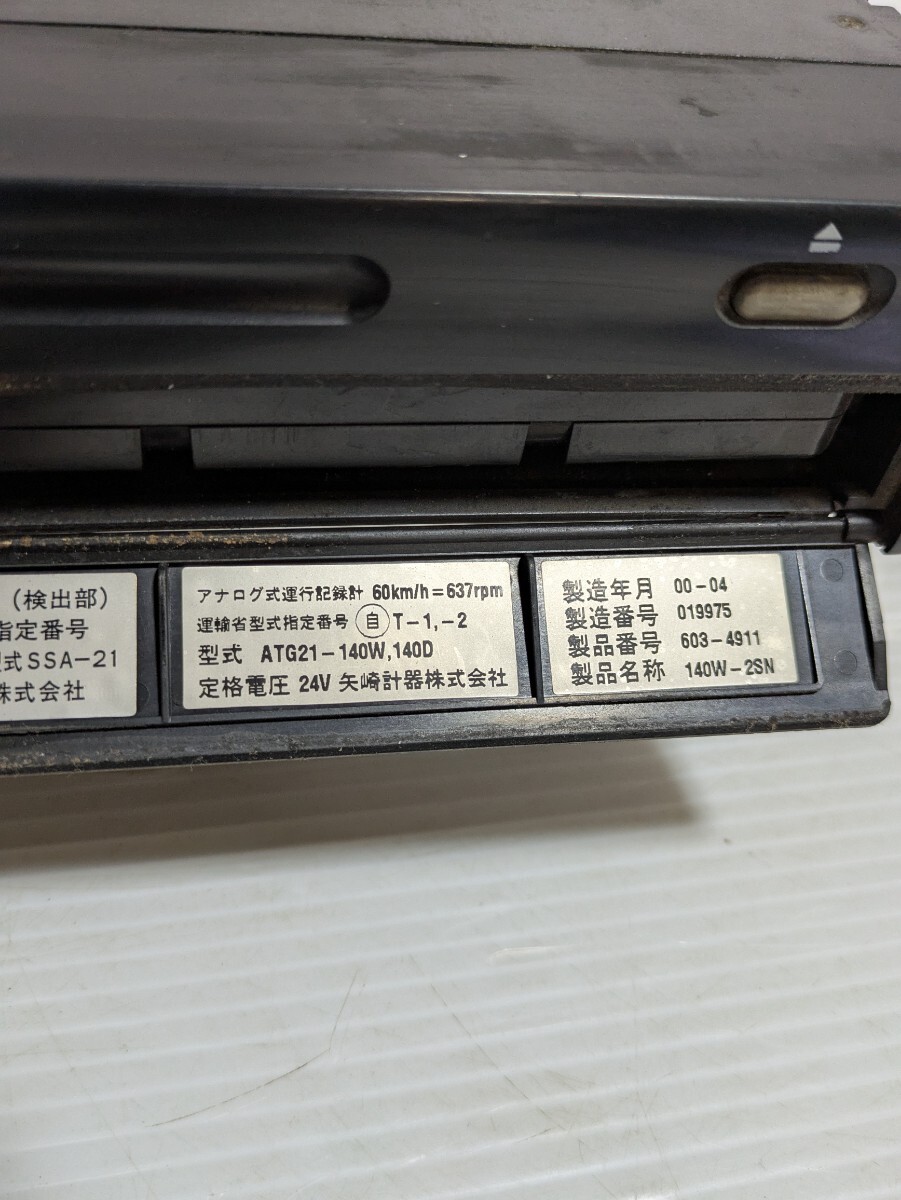 (検出部)
指定番号
式SSA-21
株式会社
アナログ式運行記録計 60km/h=637rpm
運輸省型式指定番号 自 T-1,-2
型式 ATG21-140W,140D
定格電圧 24V 矢崎計器株式会社
製造年月 00-04
製造番号 019975
製品番号 603-4911
製品名称 140W-2SN